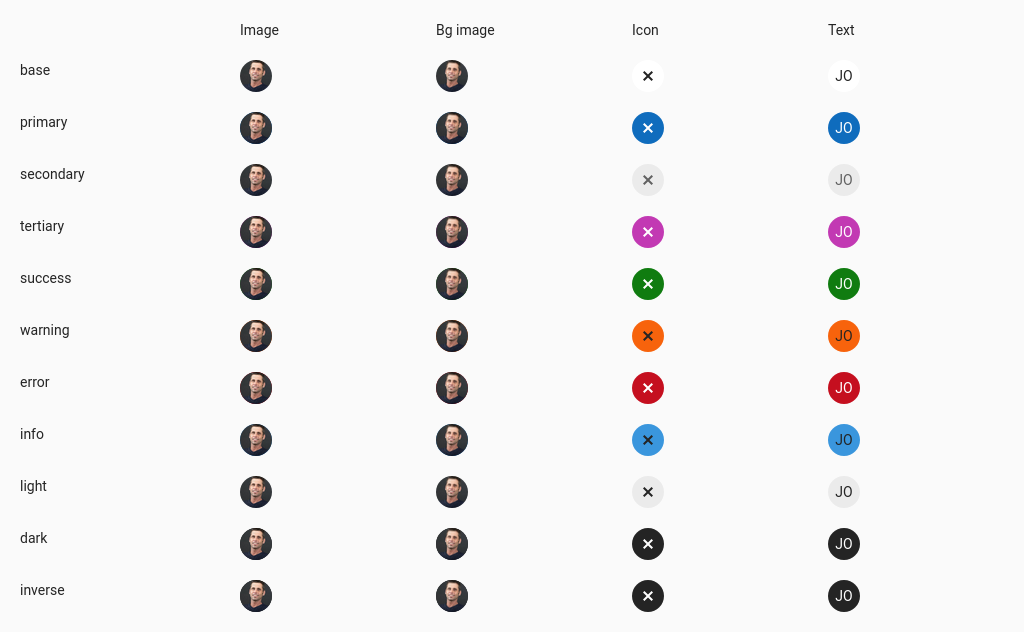 Image Bg image Icon Text
base JO
primary JO
secondary JO
tertiary JO
success JO
warning JO
error JO
info JO
light JO
dark JO
inverse JO